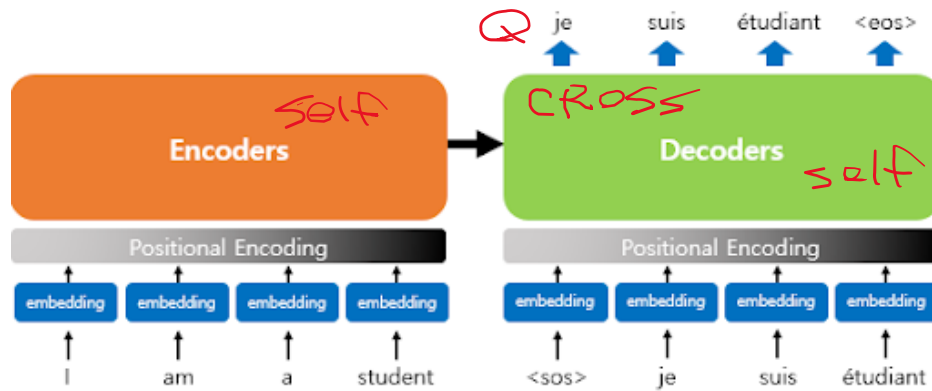 Q je suis étudiant <eos>
self CROSS
Encoders Decoders
self
Positional Encoding Positional Encoding
embedding embedding embedding embedding embedding embedding embedding embedding
I am a student <sos> je suis étudiant